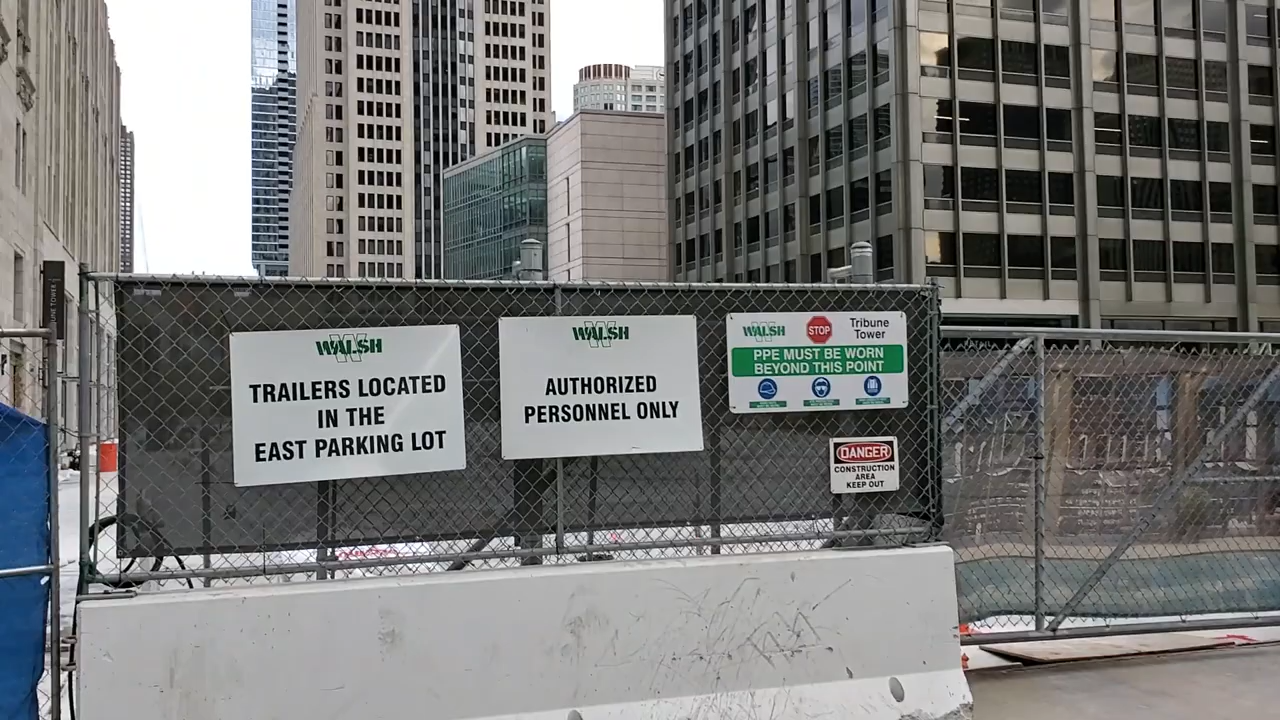 WALSH
TRAILERS LOCATED
IN THE
EAST PARKING LOT
WALSH
AUTHORIZED
PERSONNEL ONLY
WALSH
STOP
Tribune
Tower
PPE MUST BE WORN
BEYOND THIS POINT
DANGER
CONSTRUCTION
AREA
KEEP OUT